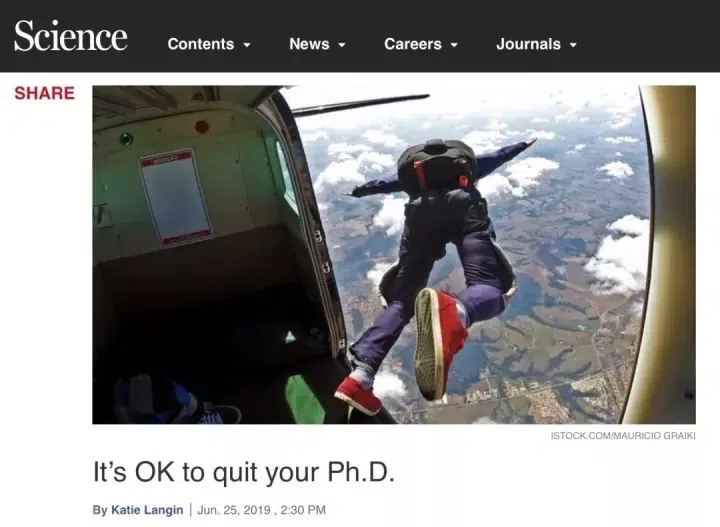 Science
Contents
News
Careers
Journals
SHARE
ISTOCK.COM/MAURICIO GRAIKI
It’s OK to quit your Ph.D.
By Katie Langin | Jun. 25, 2019 , 2:30 PM